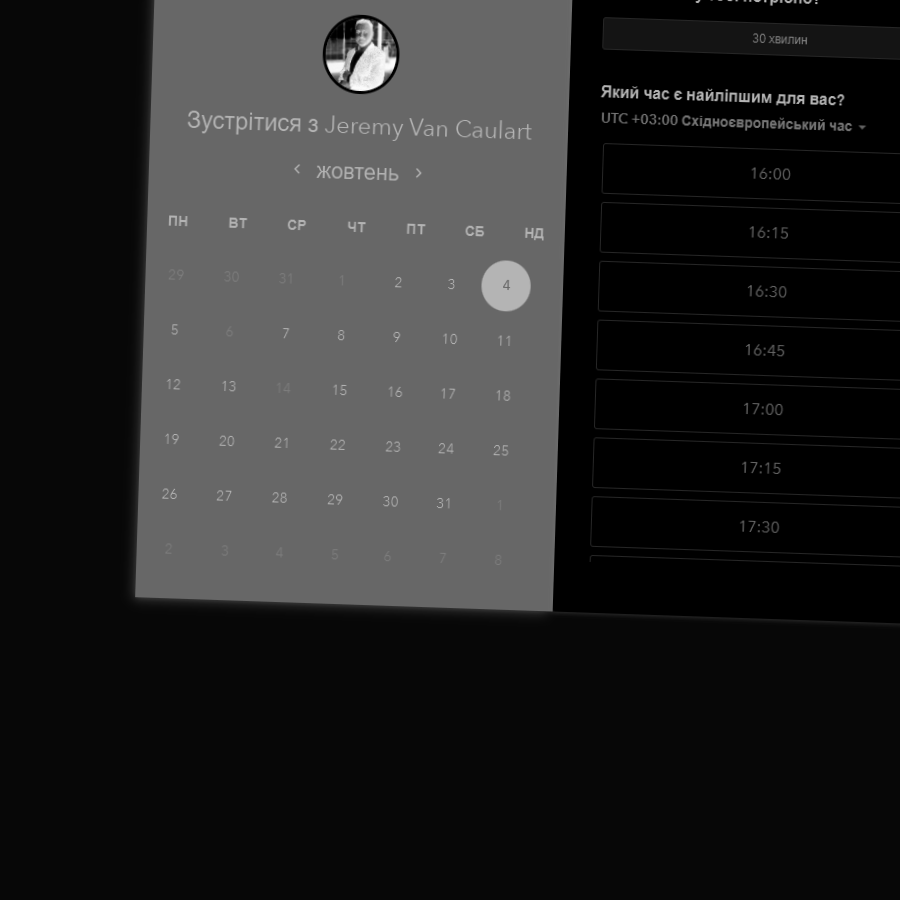 Зустрітися з Jeremy Van Caulart
жовтень
ПН ВТ СР ЧТ ПТ СБ НД
29 30 31 1 2 3 4
5 6 7 8 9 10 11
12 13 14 15 16 17 18
19 20 21 22 23 24 25
26 27 28 29 30 31 1
2 3 4 5 6 7 8
30 хвилин
Який час є найліпшим для вас?
UTC +03:00 Східноєвропейський час
16:00
16:15
16:30
16:45
17:00
17:15
17:30